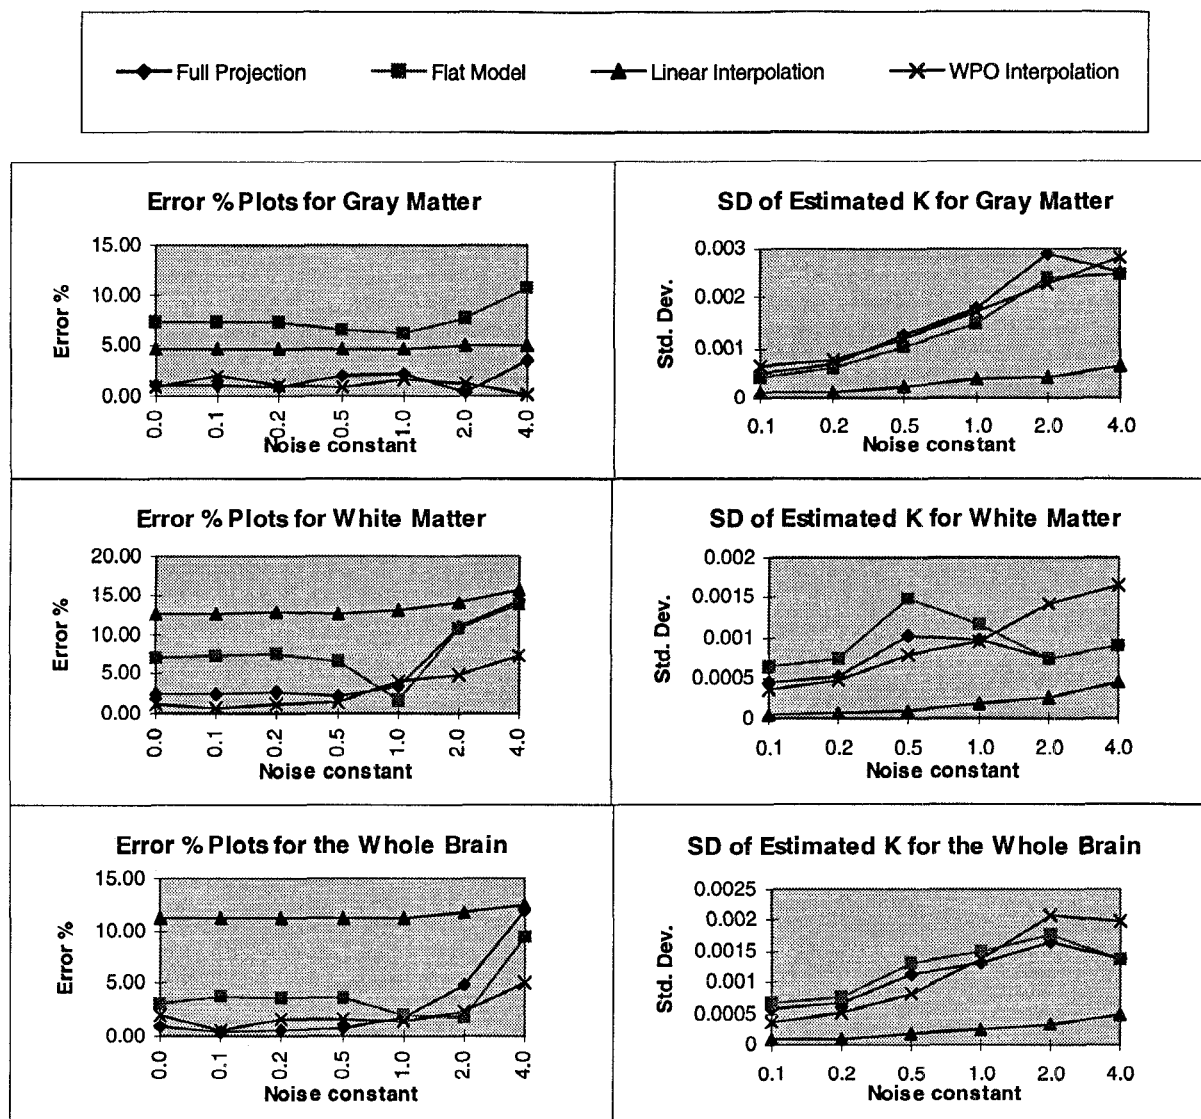 Full Projection Flat Model Linear Interpolation WPO Interpolation
Error % Plots for Gray Matter
15.00
10.00
5.00
0.00
Error %
0.0 0.1 0.2 0.5 1.0 2.0 4.0
Noise constant
SD of Estimated K for Gray Matter
0.003
0.002
0.001
0
Std. Dev.
0.1 0.2 0.5 1.0 2.0 4.0
Noise constant
Error % Plots for White Matter
20.00
15.00
10.00
5.00
0.00
Error %
0.0 0.1 0.2 0.5 1.0 2.0 4.0
Noise constant
SD of Estimated K for White Matter
0.002
0.0015
0.001
0.0005
0
Std. Dev.
0.1 0.2 0.5 1.0 2.0 4.0
Noise constant
Error % Plots for the Whole Brain
15.00
10.00
5.00
0.00
Error %
0.0 0.1 0.2 0.5 1.0 2.0 4.0
Noise constant
SD of Estimated K for the Whole Brain
0.0025
0.002
0.0015
0.001
0.0005
0
Std. Dev.
0.1 0.2 0.5 1.0 2.0 4.0
Noise constant